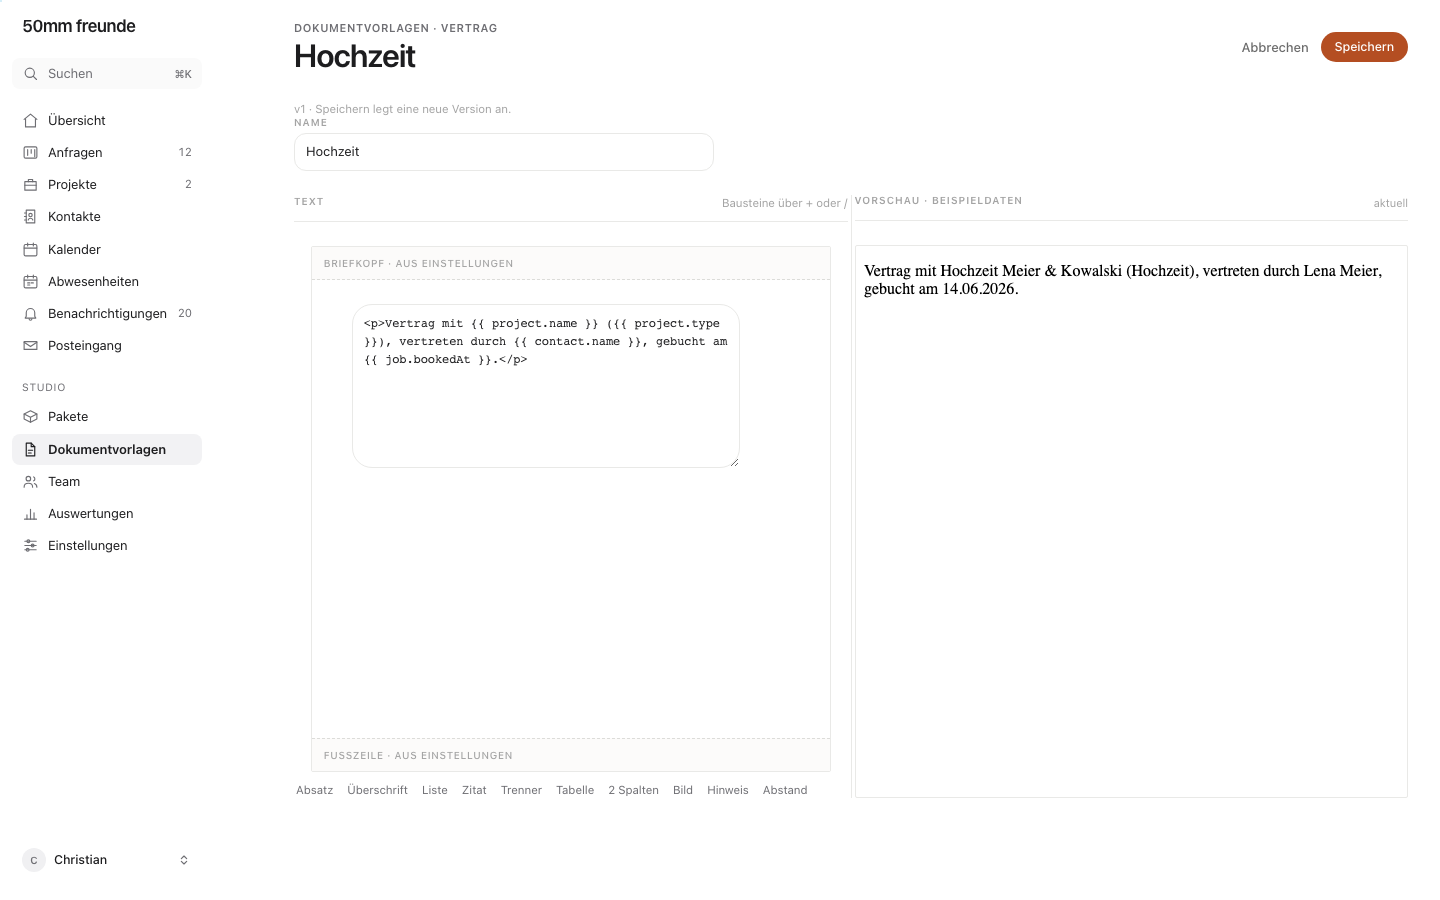 50mm freunde
Suchen ⌘K
Übersicht
Anfragen 12
Projekte 2
Kontakte
Kalender
Abwesenheiten
Benachrichtigungen 20
Posteingang
STUDIO
Pakete
Dokumentvorlagen
Team
Auswertungen
Einstellungen
C Christian
DOKUMENTVORLAGEN · VERTRAG
Hochzeit
Abbrechen Speichern
v1 · Speichern legt eine neue Version an.
NAME
Hochzeit
TEXT Bausteine über + oder /
BRIEFKOPF · AUS EINSTELLUNGEN
<p>Vertrag mit {{ project.name }} ({{ project.type
}}), vertreten durch {{ contact.name }}, gebucht am
{{ job.bookedAt }}.</p>
FUSSZEILE · AUS EINSTELLUNGEN
Absatz Überschrift Liste Zitat Trenner Tabelle 2 Spalten Bild Hinweis Abstand
VORSCHAU · BEISPIELDATEN aktuell
Vertrag mit Hochzeit Meier & Kowalski (Hochzeit), vertreten durch Lena Meier,
gebucht am 14.06.2026.